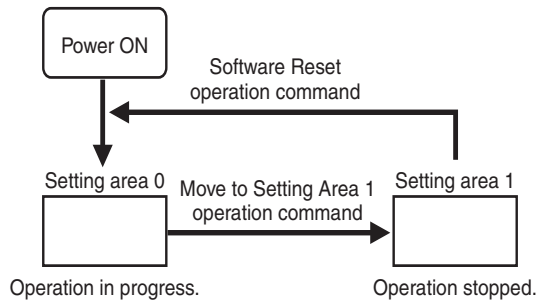 Power ON
Software Reset
operation command
Setting area 0
Move to Setting Area 1
operation command
Setting area 1
Operation in progress.
Operation stopped.